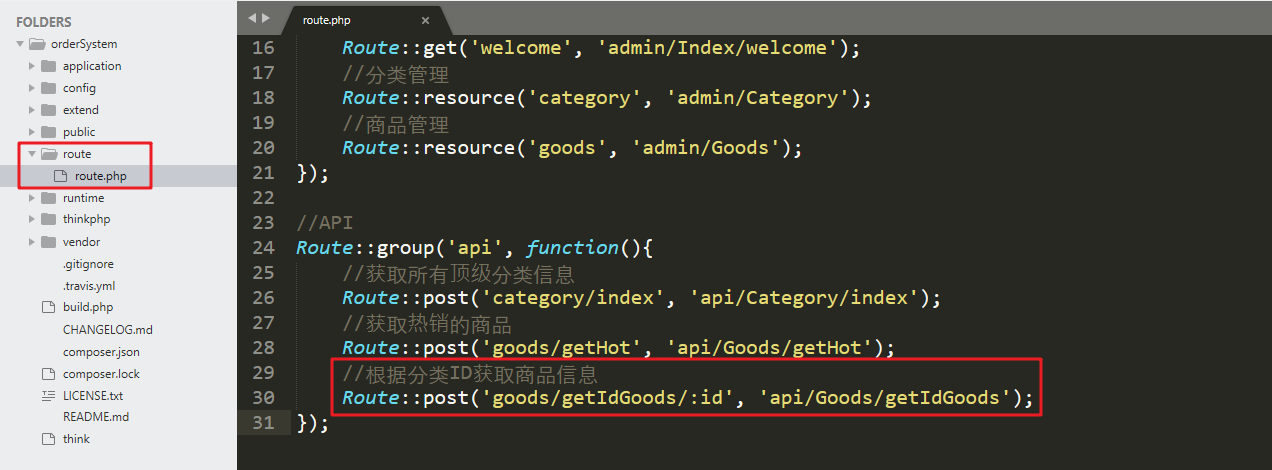 FOLDERS
orderSystem
application
config
extend
public
route
route.php
runtime
thinkphp
vendor
.gitignore
.travis.yml
build.php
CHANGELOG.md
composer.json
composer.lock
LICENSE.txt
README.md
think
route.php ×
16 Route::get('welcome', 'admin/Index/welcome');
17 //分类管理
18 Route::resource('category', 'admin/Category');
19 //商品管理
20 Route::resource('goods', 'admin/Goods');
21 });
22
23 //API
24 Route::group('api', function(){
25 //获取所有顶级分类信息
26 Route::post('category/index', 'api/Category/index');
27 //获取热销的商品
28 Route::post('goods/getHot', 'api/Goods/getHot');
29 //根据分类ID获取商品信息
30 Route::post('goods/getIdGoods/:id', 'api/Goods/getIdGoods');
31 });